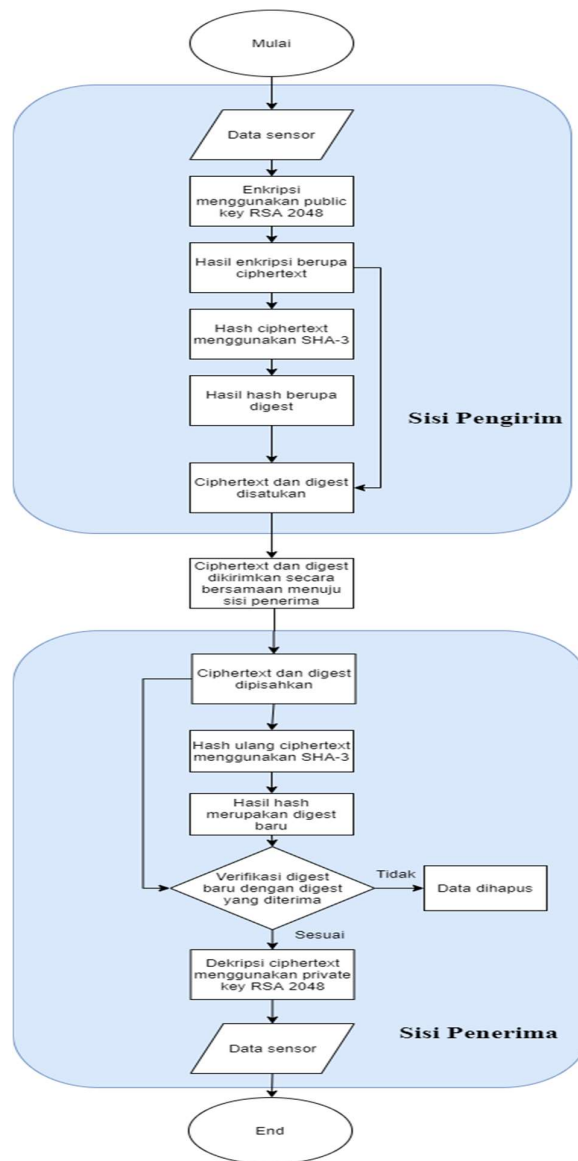 Mulai
Data sensor
Enkripsi
menggunakan public
key RSA 2048
Hasil enkripsi berupa
ciphertext
Hash ciphertext
menggunakan SHA-3
Hasil hash berupa
digest
Sisi Pengirim
Ciphertext dan digest
disatukan
Ciphertext dan digest
dikirimkan secara
bersamaan menuju
sisi penerima
Ciphertext dan digest
dipisahkan
Hash ulang ciphertext
menggunakan SHA-3
Hasil hash
merupakan digest
baru
Verifikasi digest
baru dengan digest
yang diterima
Tidak
Data dihapus
Sesuai
Dekripsi ciphertext
menggunakan private
key RSA 2048
Sisi Penerima
Data sensor
End